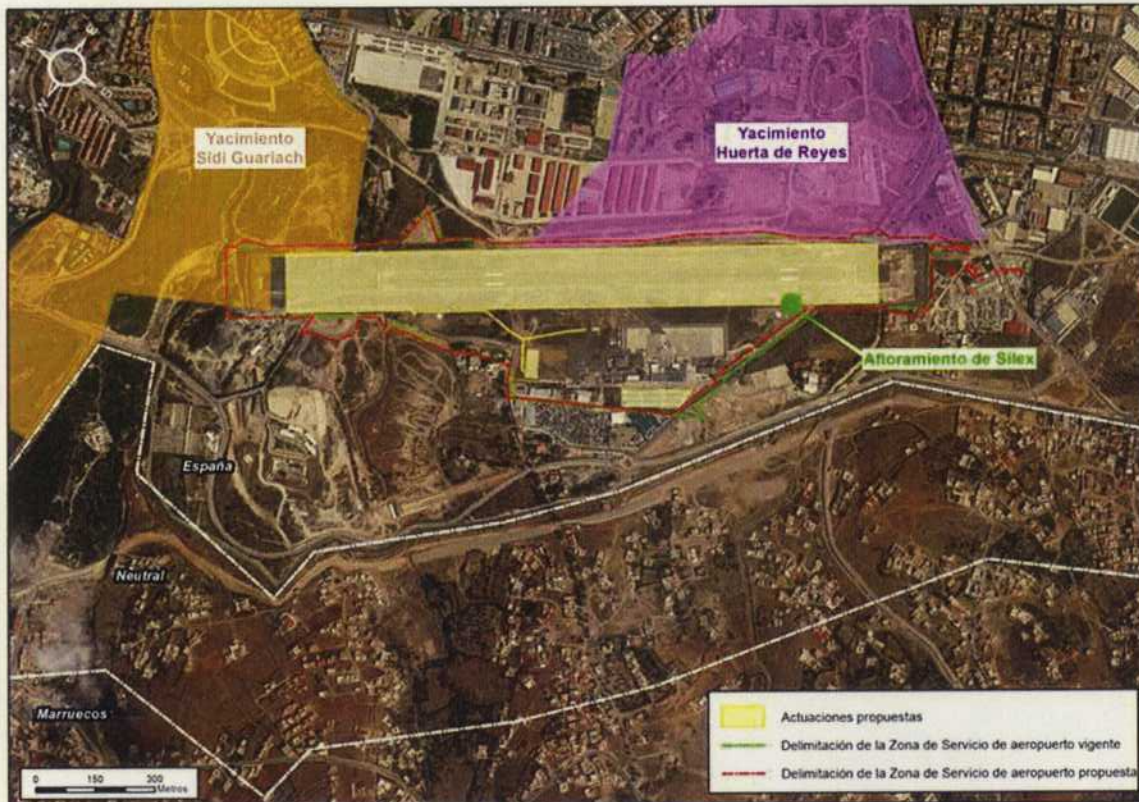 N
E
S
W
Yacimiento
Sidi Guariach
Yacimiento
Huerta de Reyes
Afloramiento de Sílex
España
Neutral
Marruecos
0 150 300
Metros
Actuaciones propuestas
Delimitación de la Zona de Servicio de aeropuerto vigente
Delimitación de la Zona de Servicio de aeropuerto propuesta